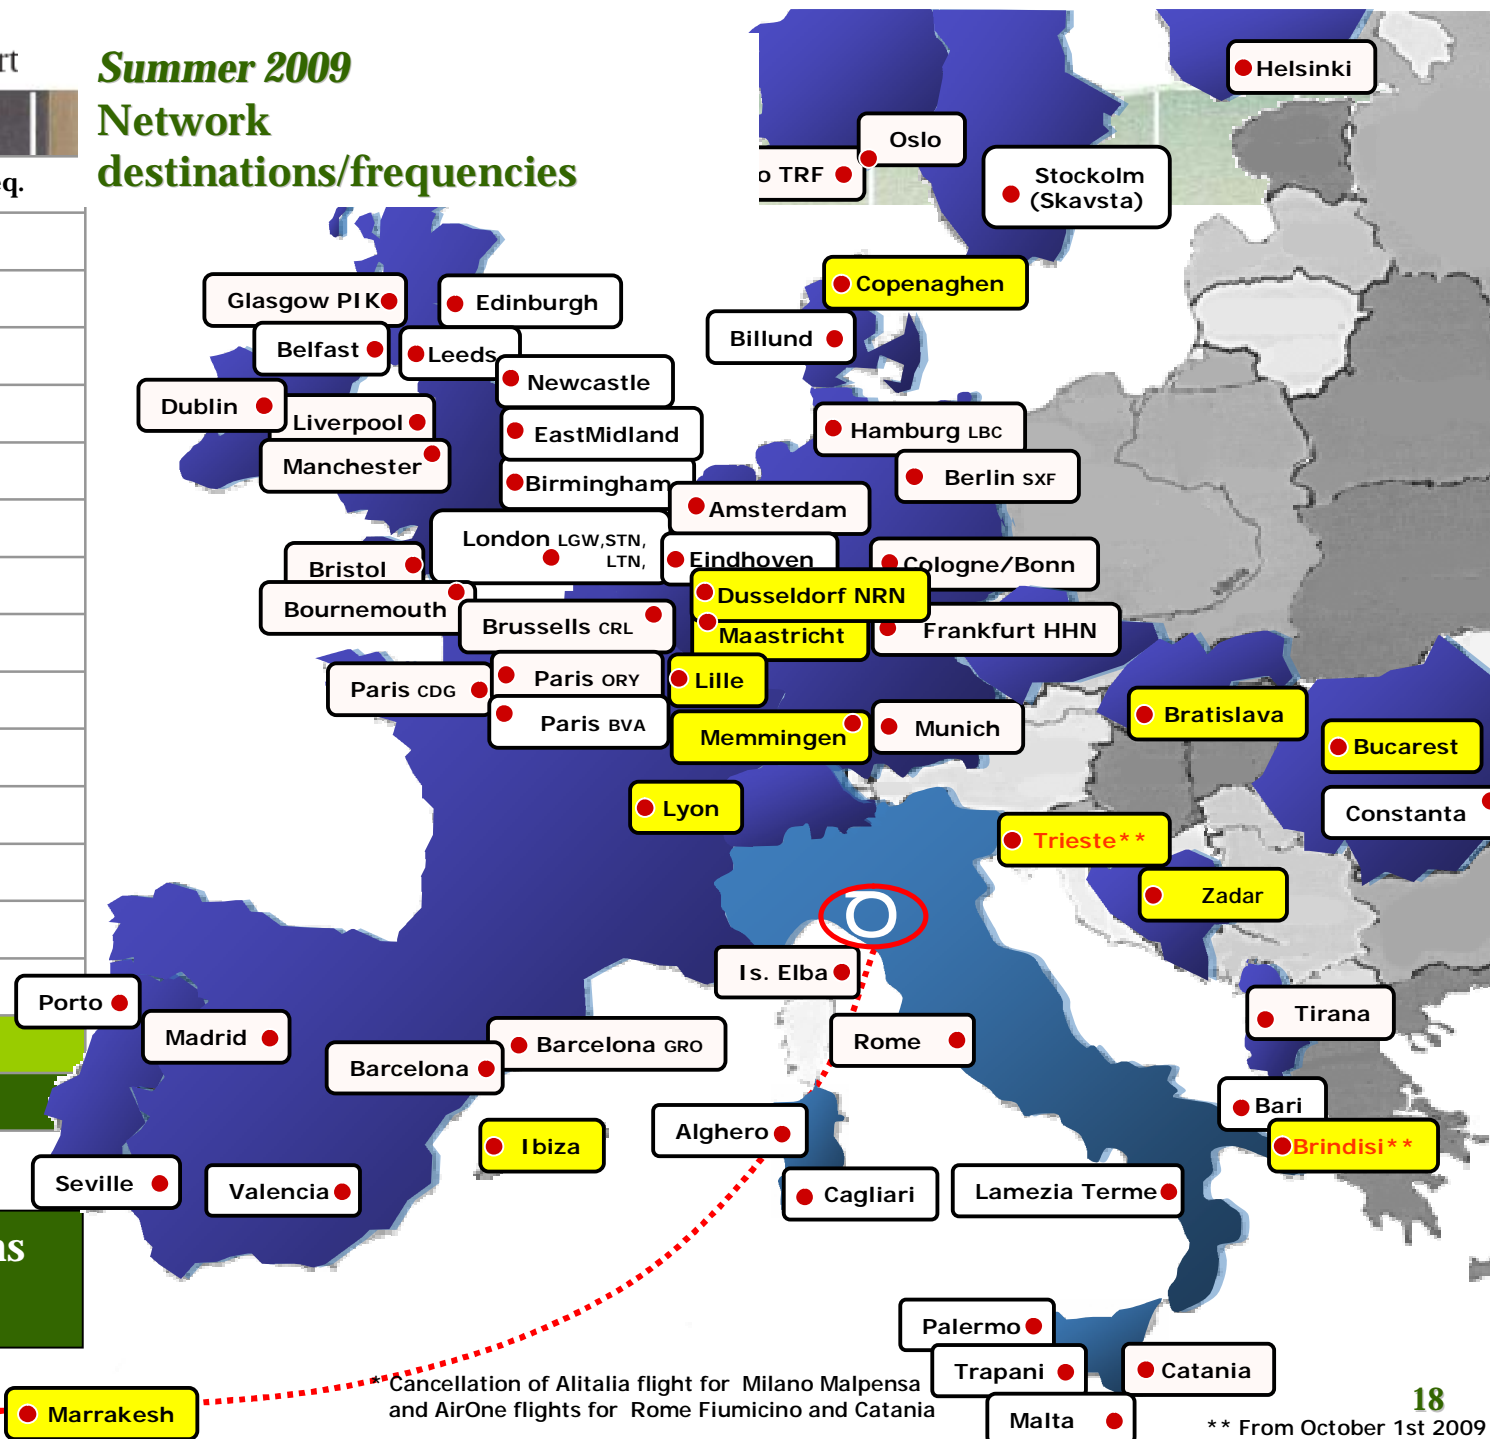 rt
Summer 2009
Network
destinations/frequencies
eq.
Helsinki
Oslo
o TRF
Stockolm
(Skavsta)
Copenaghen
Glasgow PIK
Edinburgh
Billund
Belfast
Leeds
Newcastle
Dublin
Liverpool
EastMidland
Hamburg LBC
Manchester
Birmingham
Berlin SXF
Amsterdam
London LGW,STN,
LTN,
Eindhoven
Cologne/Bonn
Bristol
Bournemouth
Dusseldorf NRN
Brussells CRL
Maastricht
Frankfurt HHN
Paris CDG
Paris ORY
Lille
Paris BVA
Memmingen
Munich
Bratislava
Bucarest
Lyon
Constanta
Trieste**
Zadar
Is. Elba
Porto
Madrid
Barcelona GRO
Barcelona
Rome
Tirana
Bari
Ibiza
Alghero
Brindisi**
Seville
Valencia
Cagliari
Lamezia Terme
ns
Palermo
Trapani
Catania
* Cancellation of Alitalia flight for Milano Malpensa
and AirOne flights for Rome Fiumicino and Catania
Marrakesh
Malta
18
** From October 1st 2009